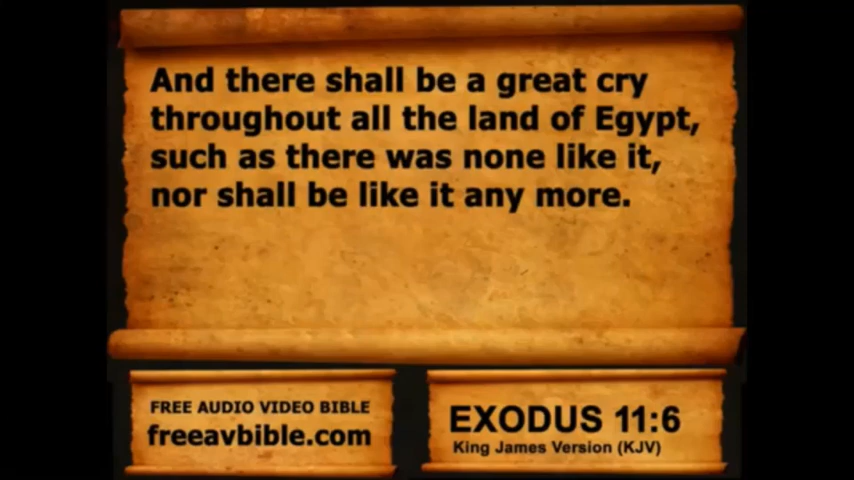 And there shall be a great cry
throughout all the land of Egypt,
such as there was none like it,
nor shall be like it any more.
FREE AUDIO VIDEO BIBLE
freeavbible.com
EXODUS 11:6
King James Version (KJV)